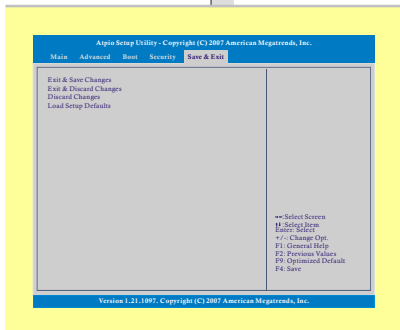 Atpio Setup Utility - Copyright (C) 2007 American Megatrends, Inc.
Main Advanced Boot Security Save & Exit
Exit & Save Changes
Exit & Discard Changes
Discard Changes
Load Setup Defaults
→←:Select Screen
↑↓:Select Item
Enter: Select
+/-: Change Opt.
F1: General Help
F2: Previous Values
F9: Optimized Default
F4: Save
Version 1.21.1097. Copyright (C) 2007 American Megatrends, Inc.